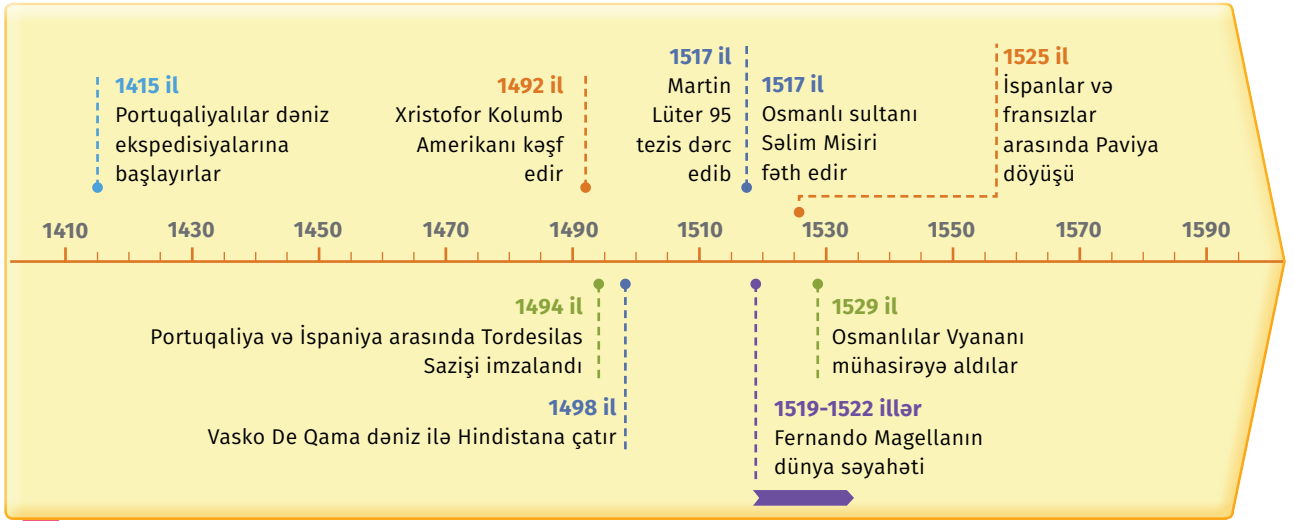 1415 il
Portuqaliyalılar dəniz
ekspedisiyalarına
başlayırlar
1492 il
Xristofor Kolumb
Amerikanı kəşf
edir
1517 il
Martin
Lüter 95
tezis dərc
edib
1517 il
Osmanlı sultanı
Səlim Misiri
fəth edir
1525 il
İspanlar və
fransızlar
arasında Paviya
döyüşü
1410 1430 1450 1470 1490 1510 1530 1550 1570 1590
1494 il
Portuqaliya və İspaniya arasında Tordesilas
Sazişi imzalandı
1498 il
Vasko De Qama dəniz ilə Hindistana çatır
1529 il
Osmanlılar Vyananı
mühasirəyə aldılar
1519-1522 illər
Fernando Magellanın
dünya səyahəti